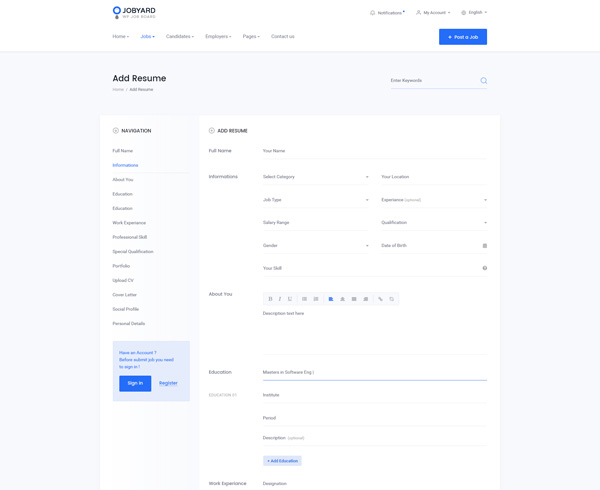 JOBYARD
WP JOB BOARD
Notifications
My Account
English
Home
Jobs
Candidates
Employers
Pages
Contact us
+ Post a Job
Add Resume
Home / Add Resume
Enter Keywords
NAVIGATION
Full Name
Informations
About You
Education
Education
Work Experience
Professional Skill
Special Qualification
Portfolio
Upload CV
Cover Letter
Social Profile
Personal Details
Have an Account ?
Before submit job you need
to sign in !
Sign in
Register
ADD RESUME
Full Name
Your Name
Informations
Select Category
Your Location
Job Type
Experience (optional)
Salary Range
Qualification
Gender
Date of Birth
Your Skill
About You
B I U
Description text here
Education
Masters in Software Eng|
EDUCATION 01
Institute
Period
Description (optional)
+ Add Education
Work Experiance
Designation